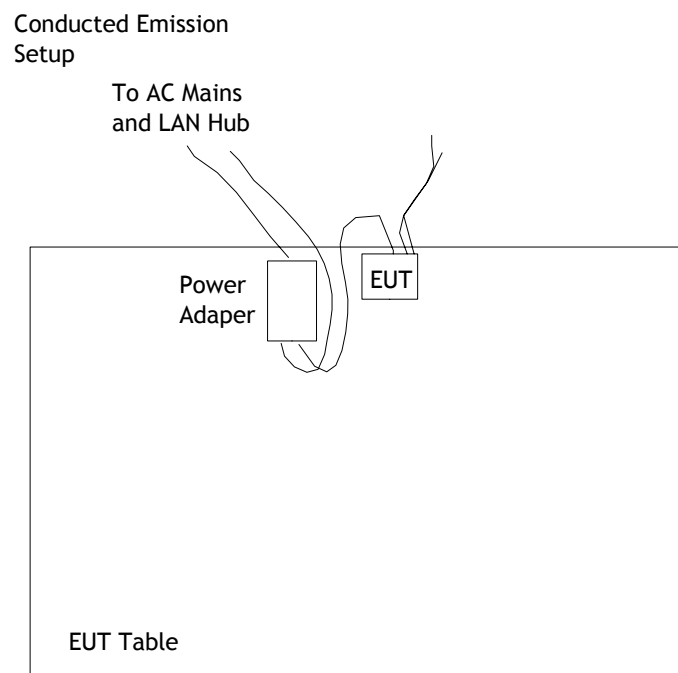 Conducted Emission
Setup
To AC Mains
and LAN Hub
Power
Adaper
EUT
EUT Table